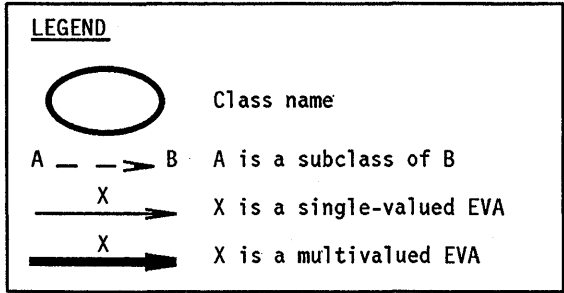 LEGEND
Class name
A B A is a subclass of B
X X is a single-valued EVA
X X is a multivalued EVA